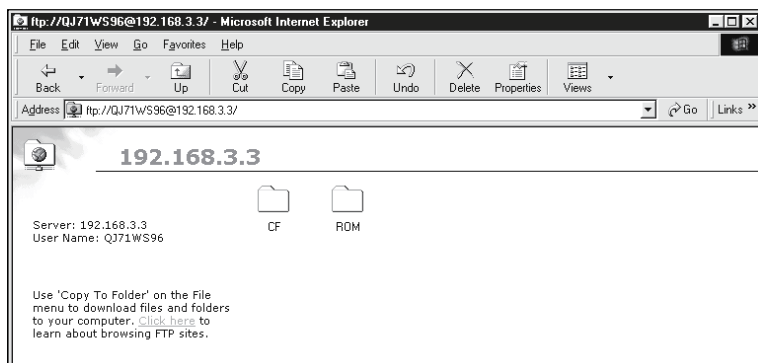 ftp://QJ71WS96@192.168.3.3/ - Microsoft Internet Explorer
File Edit View Go Favorites Help
Back Forward Up Cut Copy Paste Undo Delete Properties Views
Address ftp://QJ71WS96@192.168.3.3/ Go Links »
192.168.3.3
CF ROM
Server: 192.168.3.3
User Name: QJ71WS96
Use 'Copy To Folder' on the File
menu to download files and folders
to your computer. Click here to
learn about browsing FTP sites.